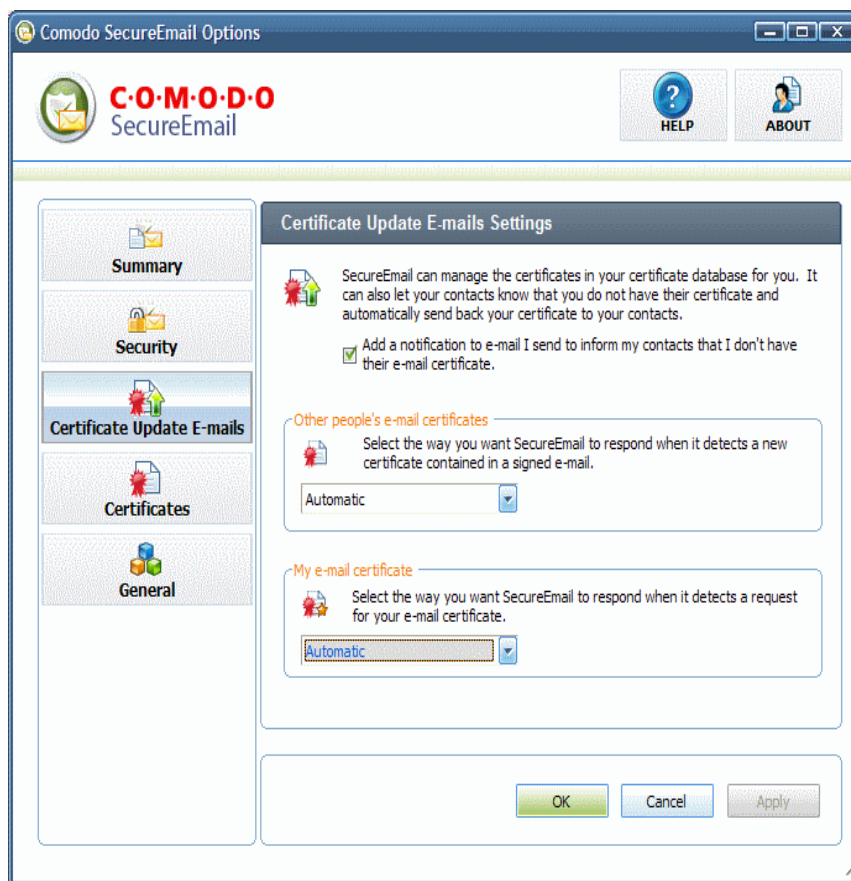 Comodo SecureEmail Options
C·O·M·O·D·O
SecureEmail
HELP
ABOUT
Summary
Security
Certificate Update E-mails
Certificates
General
Certificate Update E-mails Settings
SecureEmail can manage the certificates in your certificate database for you. It
can also let your contacts know that you do not have their certificate and
automatically send back your certificate to your contacts.
Add a notification to e-mail I send to inform my contacts that I don't have
their e-mail certificate.
Other people's e-mail certificates
Select the way you want SecureEmail to respond when it detects a new
certificate contained in a signed e-mail.
Automatic
My e-mail certificate
Select the way you want SecureEmail to respond when it detects a request
for your e-mail certificate.
Automatic
OK
Cancel
Apply